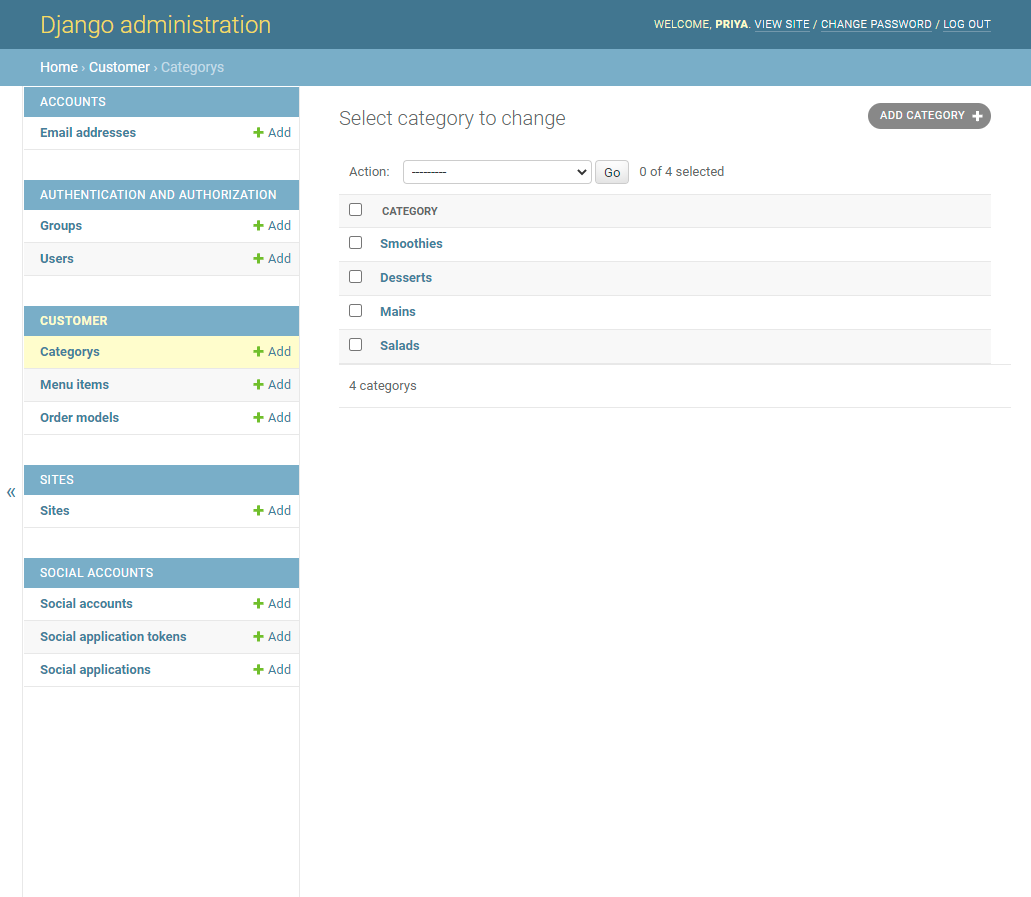 Django administration
WELCOME, PRIYA. VIEW SITE / CHANGE PASSWORD / LOG OUT
Home › Customer › Categorys
ACCOUNTS
Email addresses + Add
AUTHENTICATION AND AUTHORIZATION
Groups + Add
Users + Add
CUSTOMER
Categorys + Add
Menu items + Add
Order models + Add
SITES
Sites + Add
SOCIAL ACCOUNTS
Social accounts + Add
Social application tokens + Add
Social applications + Add
«
Select category to change
ADD CATEGORY +
Action: --------- Go 0 of 4 selected
CATEGORY
Smoothies
Desserts
Mains
Salads
4 categorys